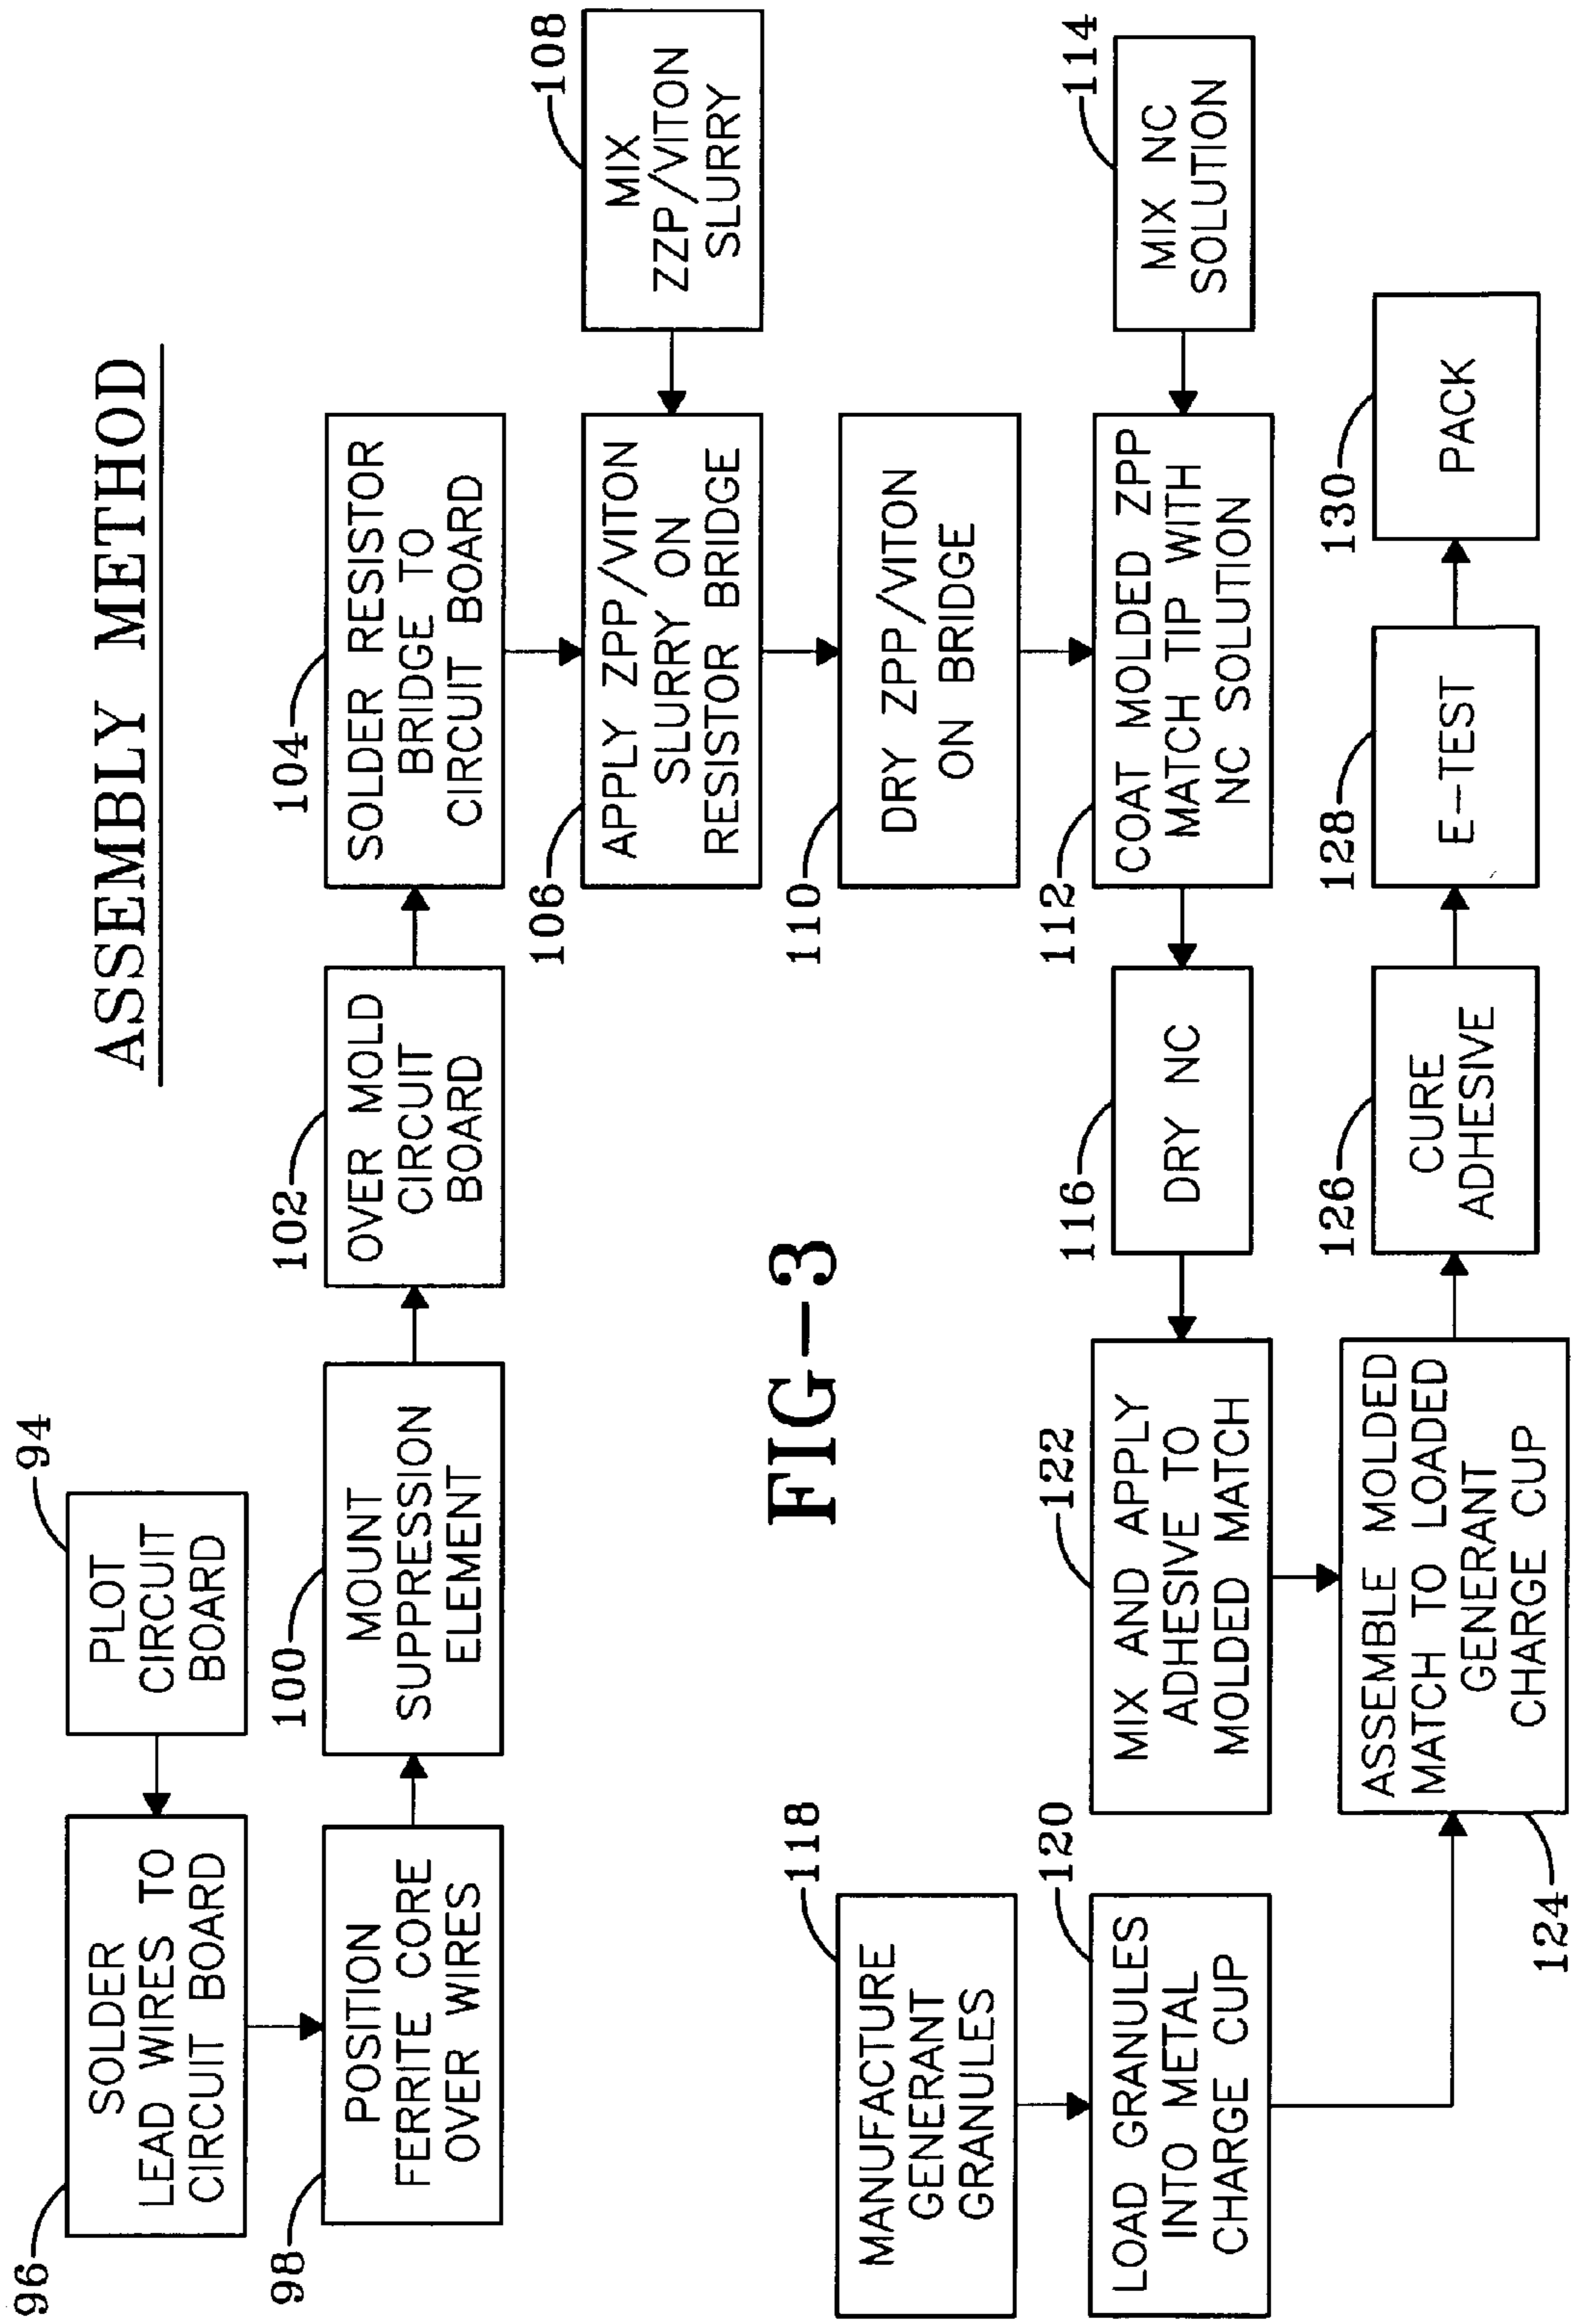 ASSEMBLY METHOD
94
PLOT
CIRCUIT
BOARD
96
SOLDER
LEAD WIRES TO
CIRCUIT BOARD
98
POSITION
FERRITE CORE
OVER WIRES
100
MOUNT
SUPPRESSION
ELEMENT
102
OVER MOLD
CIRCUIT
BOARD
104
SOLDER RESISTOR
BRIDGE TO
CIRCUIT BOARD
106
APPLY ZPP/VITON
SLURRY ON
RESISTOR BRIDGE
108
MIX
ZZP/VITON
SLURRY
110
DRY ZPP/VITON
ON BRIDGE
112
COAT MOLDED ZPP
MATCH TIP WITH
NC SOLUTION
114
MIX NC
SOLUTION
116
DRY NC
118
MANUFACTURE
GENERANT
GRANULES
120
LOAD GRANULES
INTO METAL
CHARGE CUP
122
MIX AND APPLY
ADHESIVE TO
MOLDED MATCH
124
ASSEMBLE MOLDED
MATCH TO LOADED
GENERANT
CHARGE CUP
126
CURE
ADHESIVE
128
E-TEST
130
PACK
FIG-3